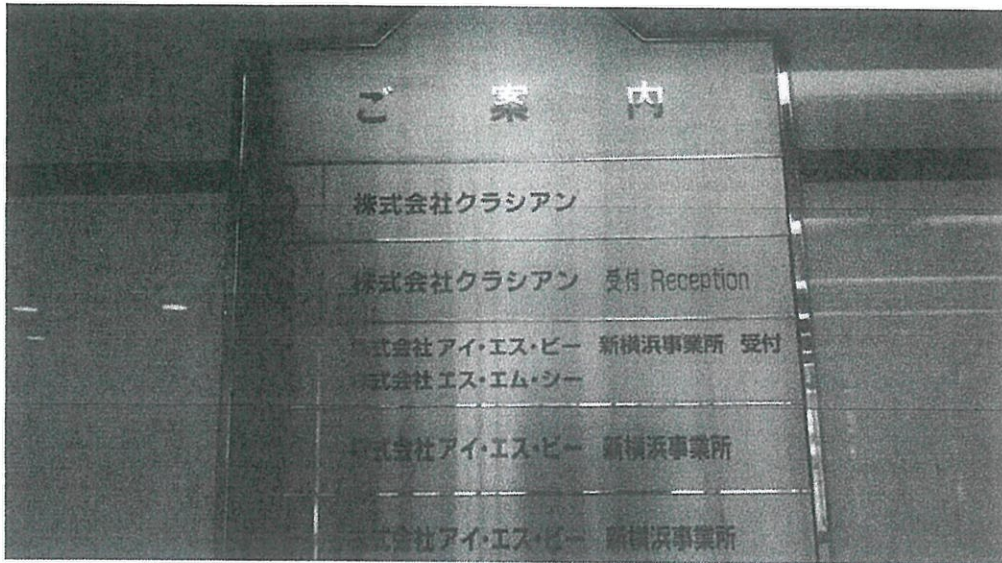 ご案内
株式会社クラシアン
株式会社クラシアン 受付 Reception
株式会社アイ・エス・ビー 新横浜事業所 受付
株式会社エス・エム・シー
株式会社アイ・エス・ビー 新横浜事業所
株式会社アイ・エス・ビー 新横浜事業所